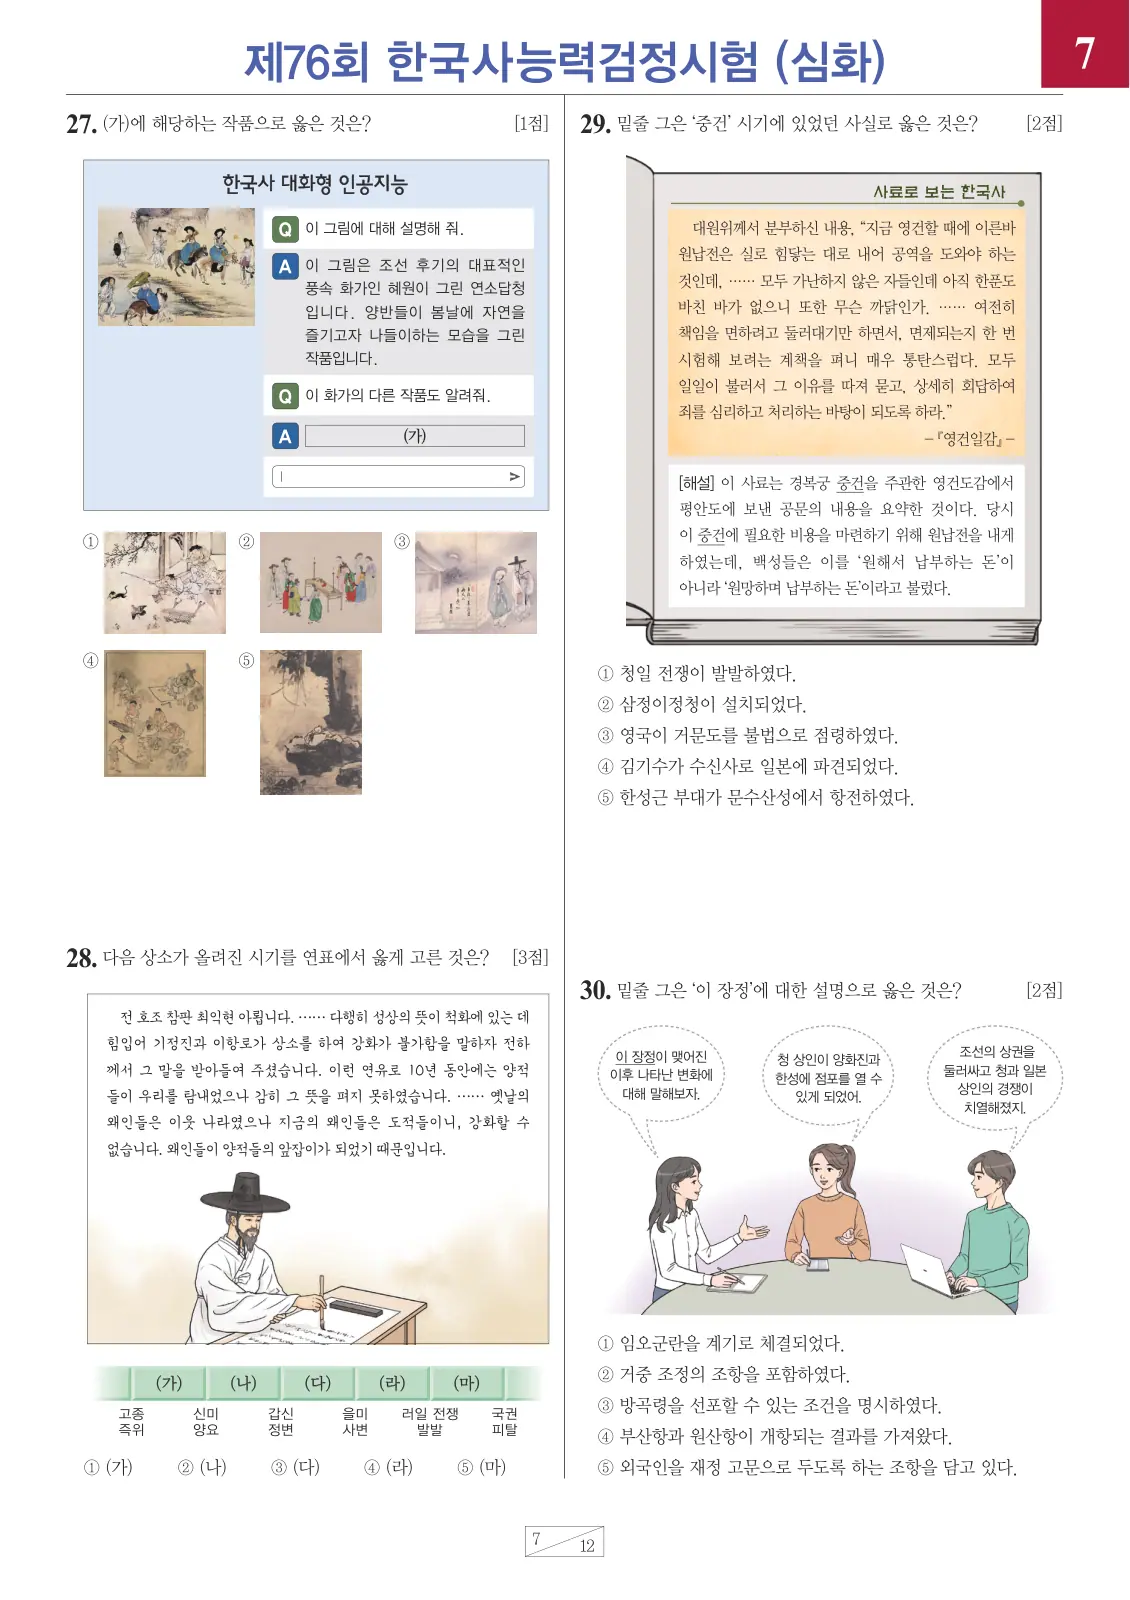 제76회 한국사능력검정시험 (심화)
7
27. (가)에 해당하는 작품으로 옳은 것은? [1점]
한국사 대화형 인공지능
Q 이 그림에 대해 설명해 줘.
A 이 그림은 조선 후기의 대표적인
풍속 화가인 혜원이 그린 연소답청
입니다. 양반들이 봄날에 자연을
즐기고자 나들이하는 모습을 그린
작품입니다.
Q 이 화가의 다른 작품도 알려줘.
A (가)
①
②
③
④
⑤
28. 다음 상소가 올려진 시기를 연표에서 옳게 고른 것은? [3점]
전 호조 참판 최익현 아룁니다. …… 다행히 성상의 뜻이 척화에 있는 데
힘입어 기정진과 이항로가 상소를 하여 강화가 불가함을 말하자 전하
께서 그 말을 받아들여 주셨습니다. 이런 연유로 10년 동안에는 양적
들이 우리를 탐내었으나 감히 그 뜻을 펴지 못하였습니다. …… 옛날의
왜인들은 이웃 나라였으나 지금의 왜인들은 도적들이니, 강화할 수
없습니다. 왜인들이 양적들의 앞잡이가 되었기 때문입니다.
(가) (나) (다) (라) (마)
고종 신미 갑신 을미 러일 전쟁 국권
즉위 양요 정변 사변 발발 피탈
① (가) ② (나) ③ (다) ④ (라) ⑤ (마)
29. 밑줄 그은 ‘중건’ 시기에 있었던 사실로 옳은 것은? [2점]
사료로 보는 한국사
대원위께서 분부하신 내용. “지금 영건할 때에 이른바
원납전은 실로 힘닿는 대로 내어 공역을 도와야 하는
것인데, …… 모두 가난하지 않은 자들인데 아직 한푼도
바친 바가 없으니 또한 무슨 까닭인가. …… 여전히
책임을 면하려고 둘러대기만 하면서, 면제되는지 한 번
시험해 보려는 계책을 펴니 매우 통탄스럽다. 모두
일일이 불러서 그 이유를 따져 묻고, 상세히 회답하여
죄를 심리하고 처리하는 바탕이 되도록 하라.”
-『영건일감』-
[해설] 이 사료는 경복궁 중건을 주관한 영건도감에서
평안도에 보낸 공문의 내용을 요약한 것이다. 당시
이 중건에 필요한 비용을 마련하기 위해 원납전을 내게
하였는데, 백성들은 이를 ‘원해서 납부하는 돈’이
아니라 ‘원망하며 납부하는 돈’이라고 불렀다.
① 청일 전쟁이 발발하였다.
② 삼정이정청이 설치되었다.
③ 영국이 거문도를 불법으로 점령하였다.
④ 김기수가 수신사로 일본에 파견되었다.
⑤ 한성근 부대가 문수산성에서 항전하였다.
30. 밑줄 그은 ‘이 장정’에 대한 설명으로 옳은 것은? [2점]
이 장정이 맺어진
이후 나타난 변화에
대해 말해보자.
청 상인이 양화진과
한성에 점포를 열 수
있게 되었어.
조선의 상권을
둘러싸고 청과 일본
상인의 경쟁이
치열해졌지.
① 임오군란을 계기로 체결되었다.
② 거중 조정의 조항을 포함하였다.
③ 방곡령을 선포할 수 있는 조건을 명시하였다.
④ 부산항과 원산항이 개항되는 결과를 가져왔다.
⑤ 외국인을 재정 고문으로 두도록 하는 조항을 담고 있다.
7
12